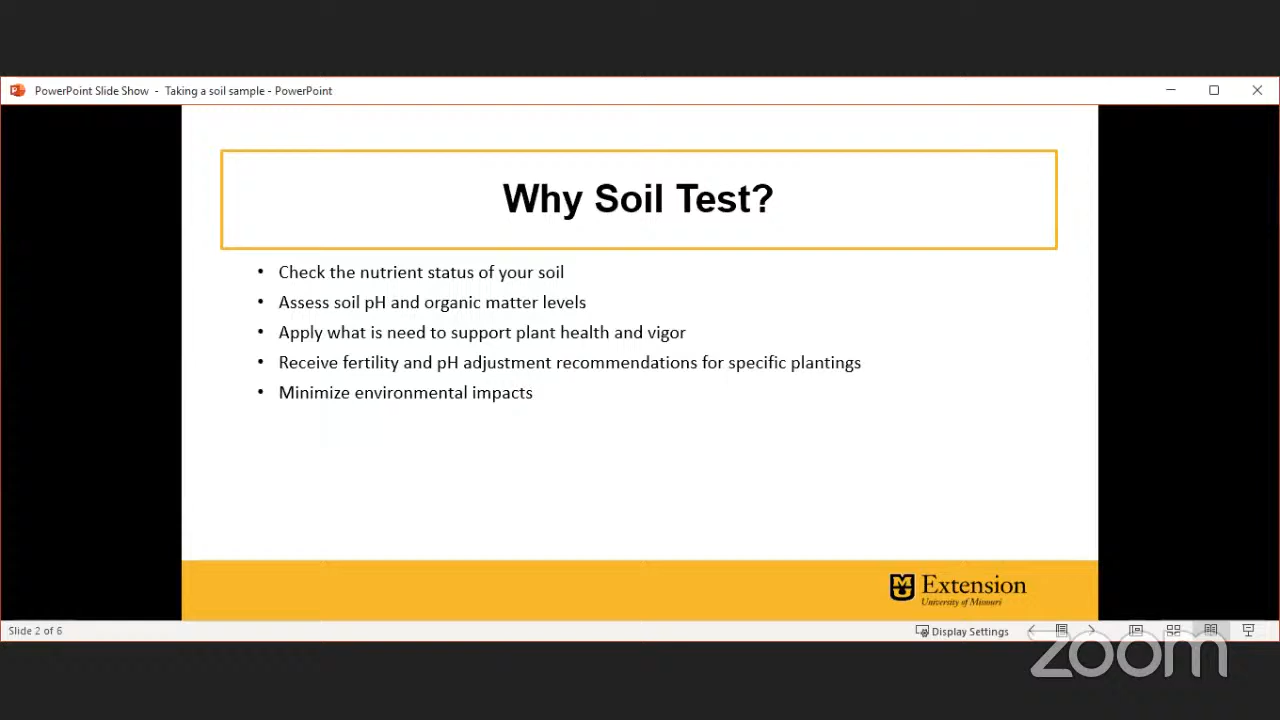 PowerPoint Slide Show - Taking a soil sample - PowerPoint
Why Soil Test?
• Check the nutrient status of your soil
• Assess soil pH and organic matter levels
• Apply what is need to support plant health and vigor
• Receive fertility and pH adjustment recommendations for specific plantings
• Minimize environmental impacts
Extension
University of Missouri
Slide 2 of 6
Display Settings
zoom